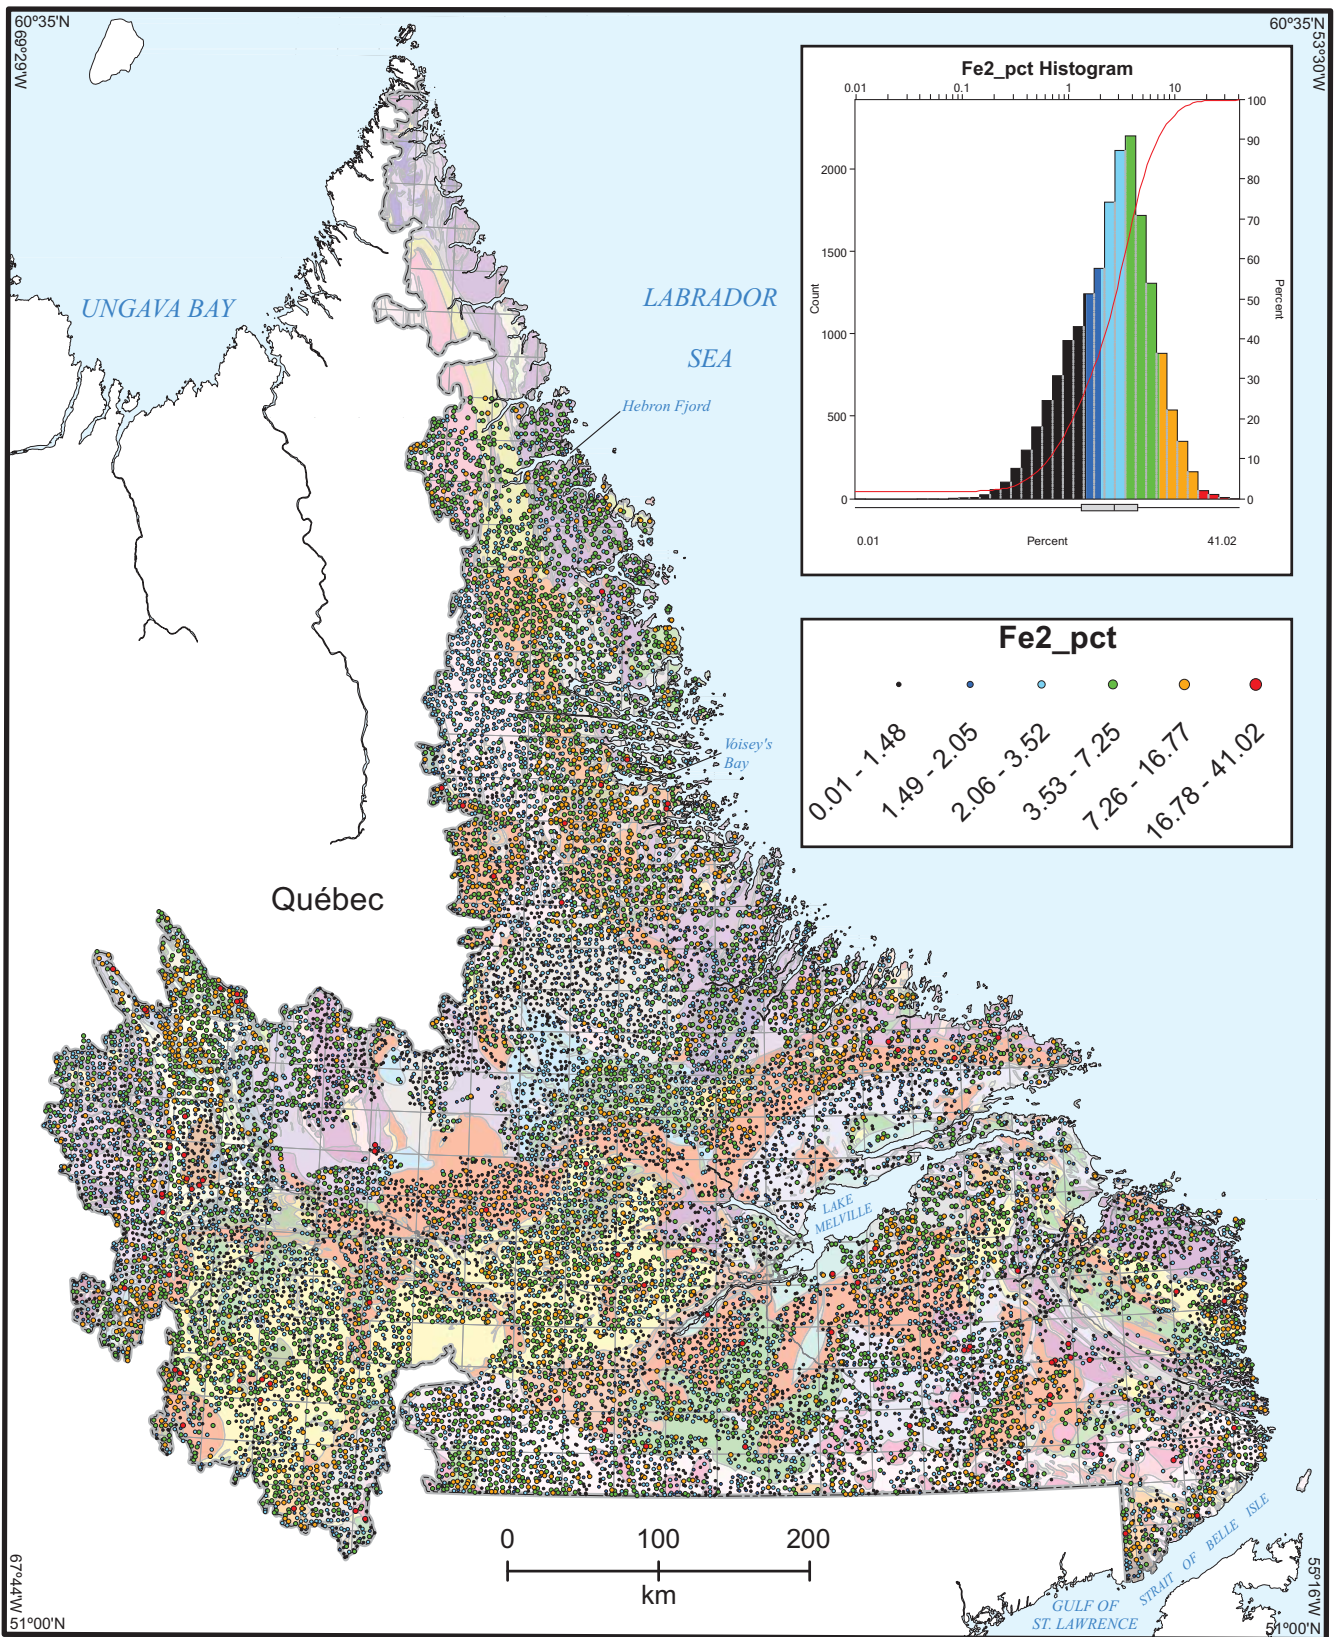 60°35'N
69°29'W
60°35'N
53°30'W
Fe2_pct Histogram
0.01
0.1
1
10
Count
2000
1500
1000
500
0
Percent
100
90
80
70
60
50
40
30
20
10
0
0.01
Percent
41.02
UNGAVA BAY
LABRADOR
SEA
Hebron Fjord
Fe2_pct
0.01 - 1.48
1.49 - 2.05
2.06 - 3.52
3.53 - 7.25
7.26 - 16.77
16.78 - 41.02
Voisey's
Bay
Québec
LAKE
MELVILLE
0
100
200
km
STRAIT OF BELLE ISLE
GULF OF
ST. LAWRENCE
67°44'W
51°00'N
55°16'W
51°00'N